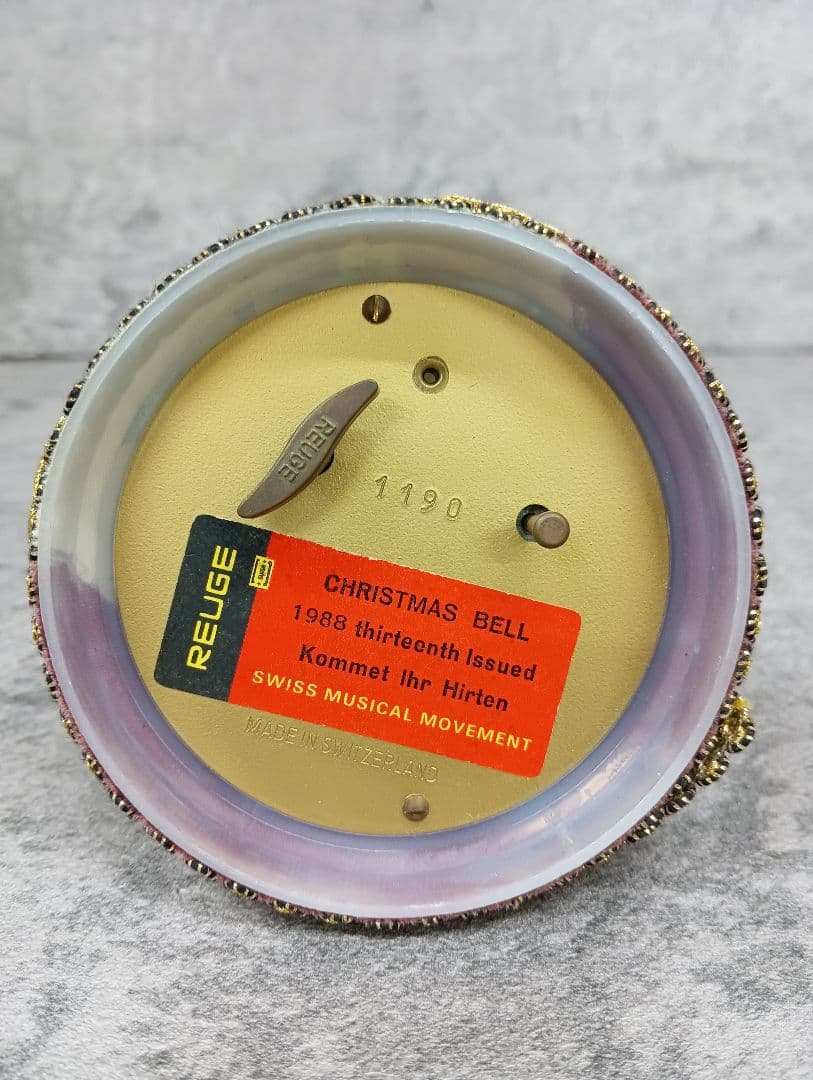 REUGE
1190
REUGE
CHRISTMAS BELL
1988 thirteenth Issued
Kommet Ihr Hirten
SWISS MUSICAL MOVEMENT
MADE IN SWITZERLAND